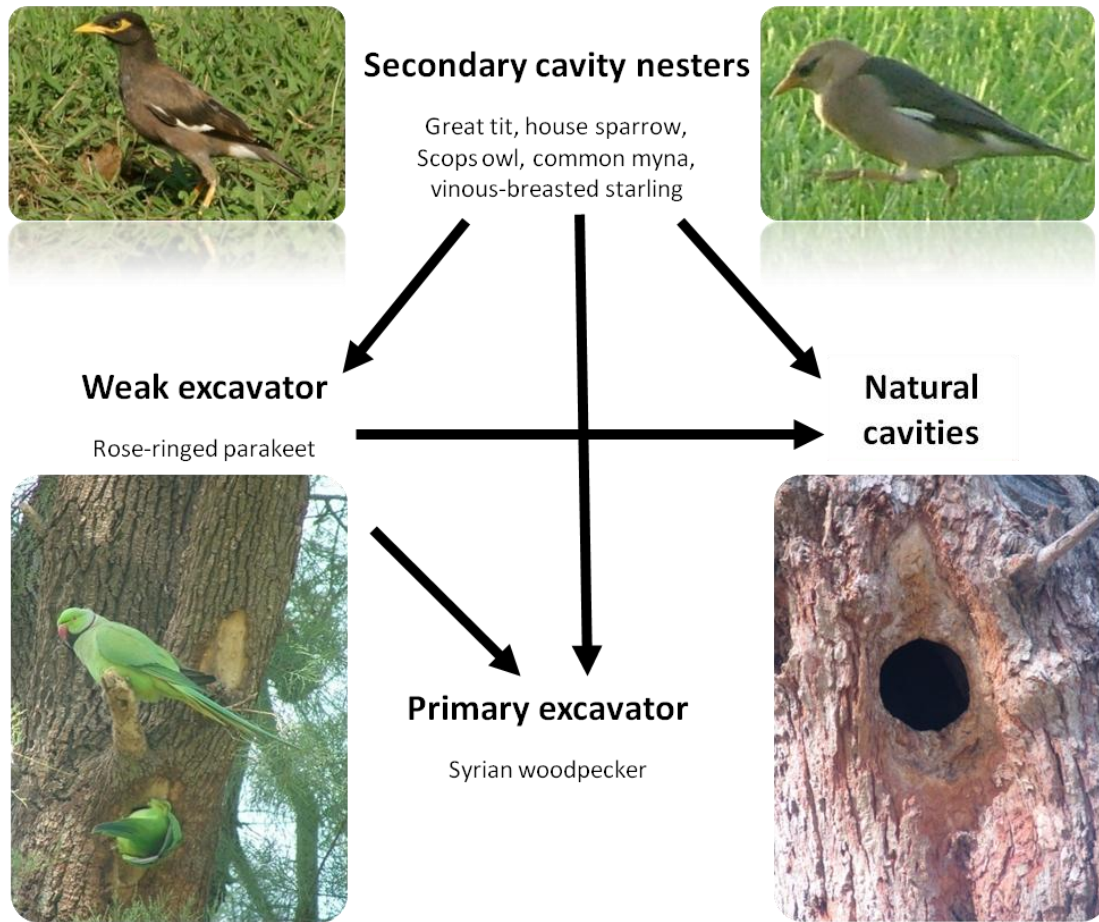 Secondary cavity nesters
Great tit, house sparrow,
Scops owl, common myna,
vinous-breasted starling
Weak excavator
Rose-ringed parakeet
Natural
cavities
Primary excavator
Syrian woodpecker